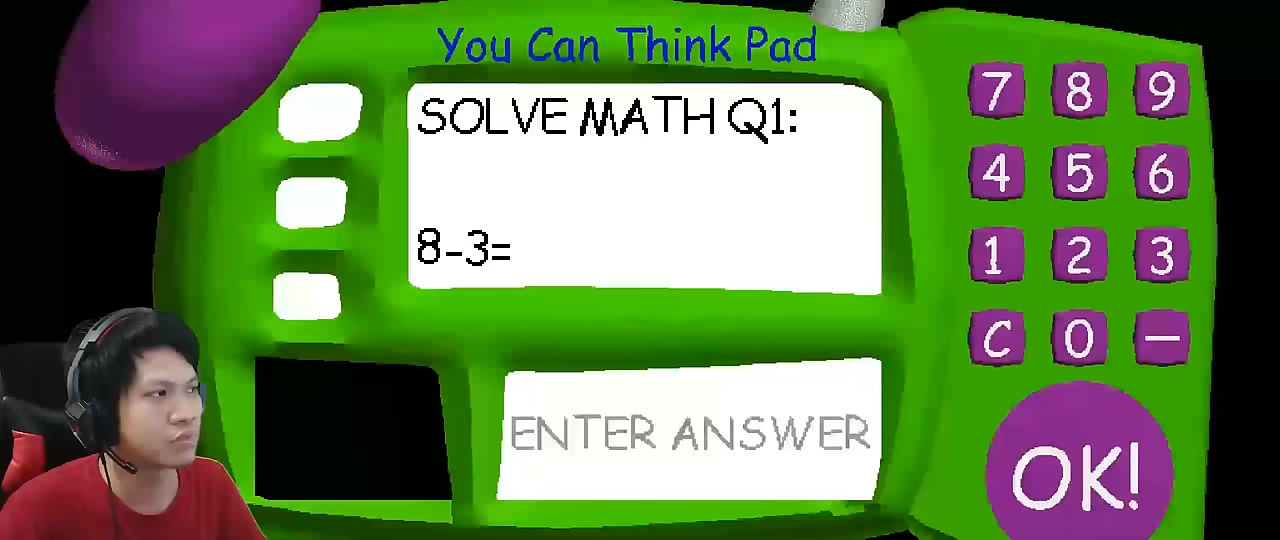 You Can Think Pad
SOLVE MATH Q1:
8-3=
ENTER ANSWER
7 8 9
4 5 6
1 2 3
C 0 —
OK!